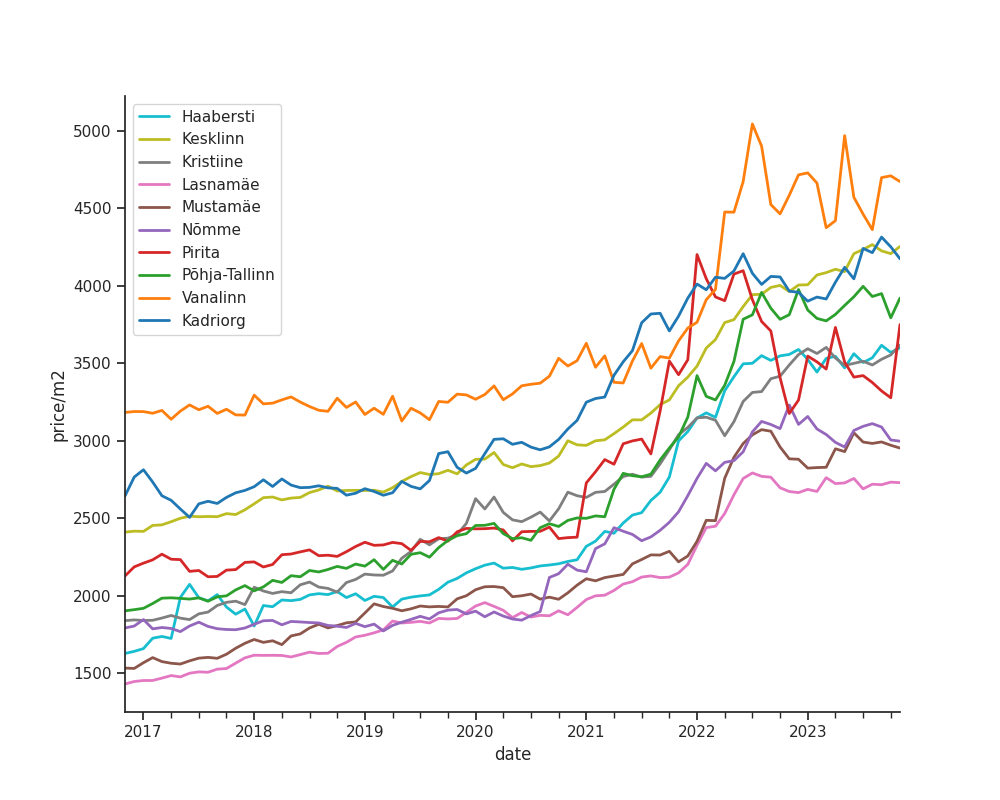 5000
4500
4000
3500
3000
2500
2000
1500
price/m2
Haabersti
Kesklinn
Kristiine
Lasnamäe
Mustamäe
Nõmme
Pirita
Põhja-Tallinn
Vanalinn
Kadriorg
2017 2018 2019 2020 2021 2022 2023
date